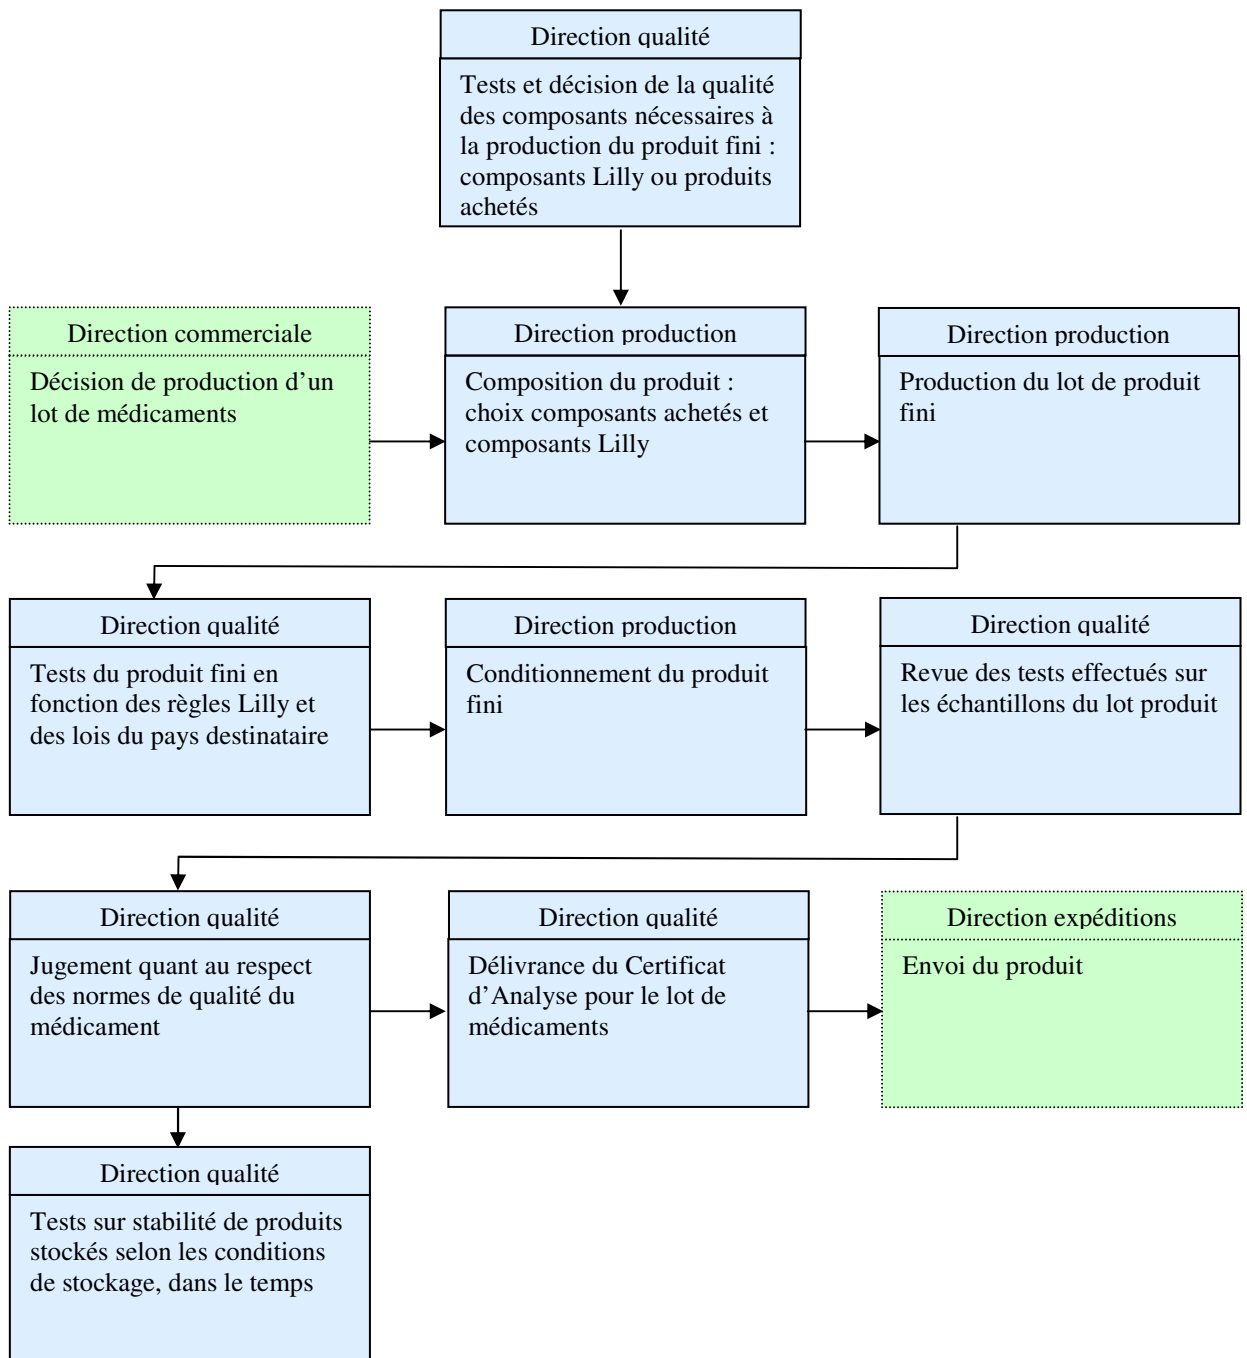 Direction qualité
Tests et décision de la qualité
des composants nécessaires à
la production du produit fini :
composants Lilly ou produits
achetés
Direction commerciale
Décision de production d’un
lot de médicaments
Direction production
Composition du produit :
choix composants achetés et
composants Lilly
Direction production
Production du lot de produit
fini
Direction qualité
Tests du produit fini en
fonction des règles Lilly et
des lois du pays destinataire
Direction production
Conditionnement du produit
fini
Direction qualité
Revue des tests effectués sur
les échantillons du lot produit
Direction qualité
Jugement quant au respect
des normes de qualité du
médicament
Direction qualité
Délivrance du Certificat
d’Analyse pour le lot de
médicaments
Direction expéditions
Envoi du produit
Direction qualité
Tests sur stabilité de produits
stockés selon les conditions
de stockage, dans le temps